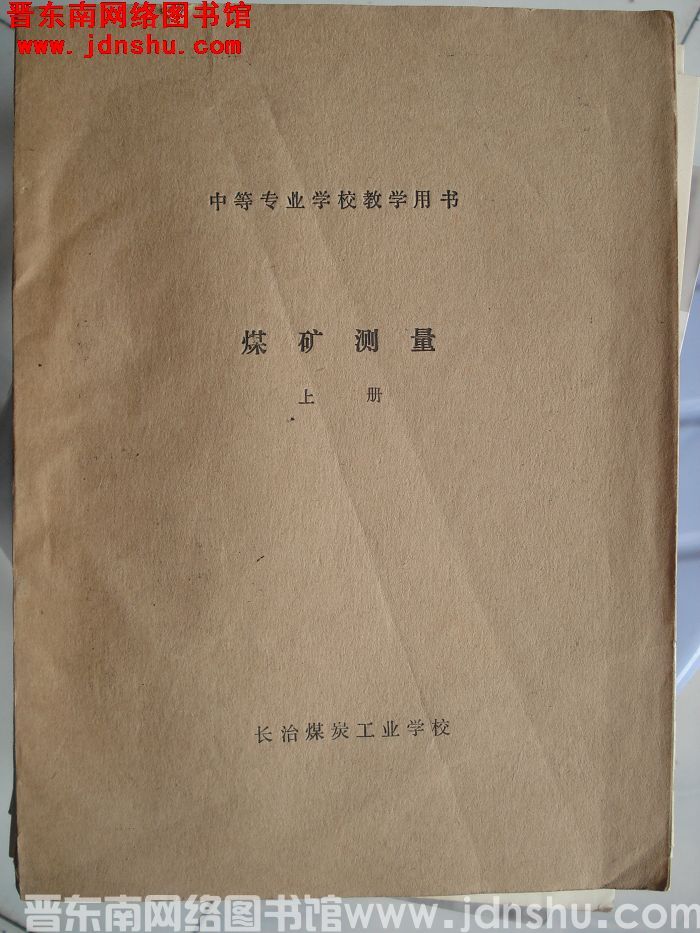 晋东南网络图书馆
www.jdnshu.com
中等专业学校教学用书
煤矿测量
上册
长治煤炭工业学校
晋东南网络图书馆www.jdnshu.com